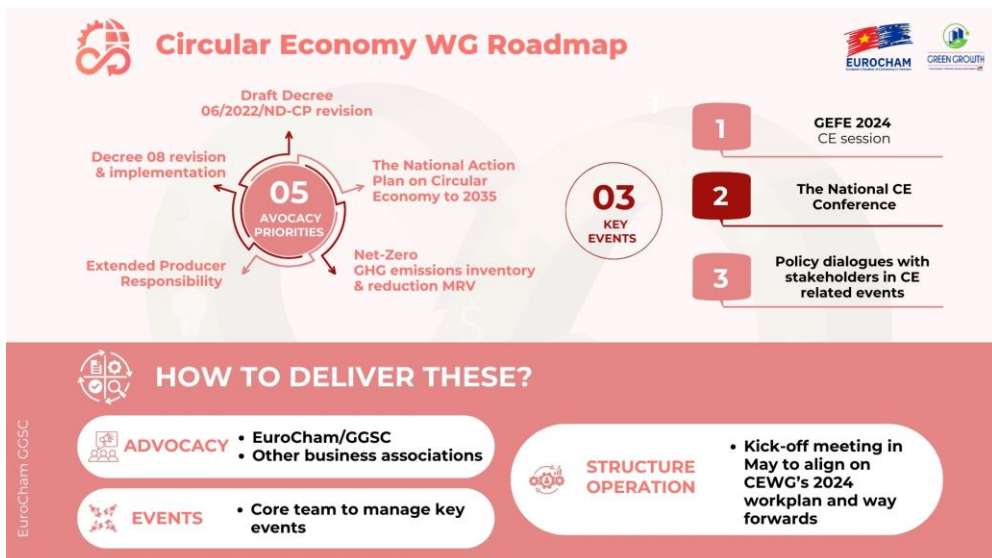 Circular Economy WG Roadmap
EUROCHAM
GREEN GROWTH
Draft Decree
06/2022/ND-CP revision
Decree 08 revision
& implementation
The National Action
Plan on Circular
Economy to 2035
05
AVOCACY
PRIORITIES
Extended Producer
Responsibility
Net-Zero
GHG emissions inventory
& reduction MRV
03
KEY
EVENTS
1
GEFE 2024
CE session
2
The National CE
Conference
3
Policy dialogues with
stakeholders in CE
related events
HOW TO DELIVER THESE?
ADVOCACY
• EuroCham/GGSC
• Other business associations
EVENTS
• Core team to manage key
events
STRUCTURE
OPERATION
• Kick-off meeting in
May to align on
CEWG's 2024
workplan and way
forwards
EuroCham GGSC